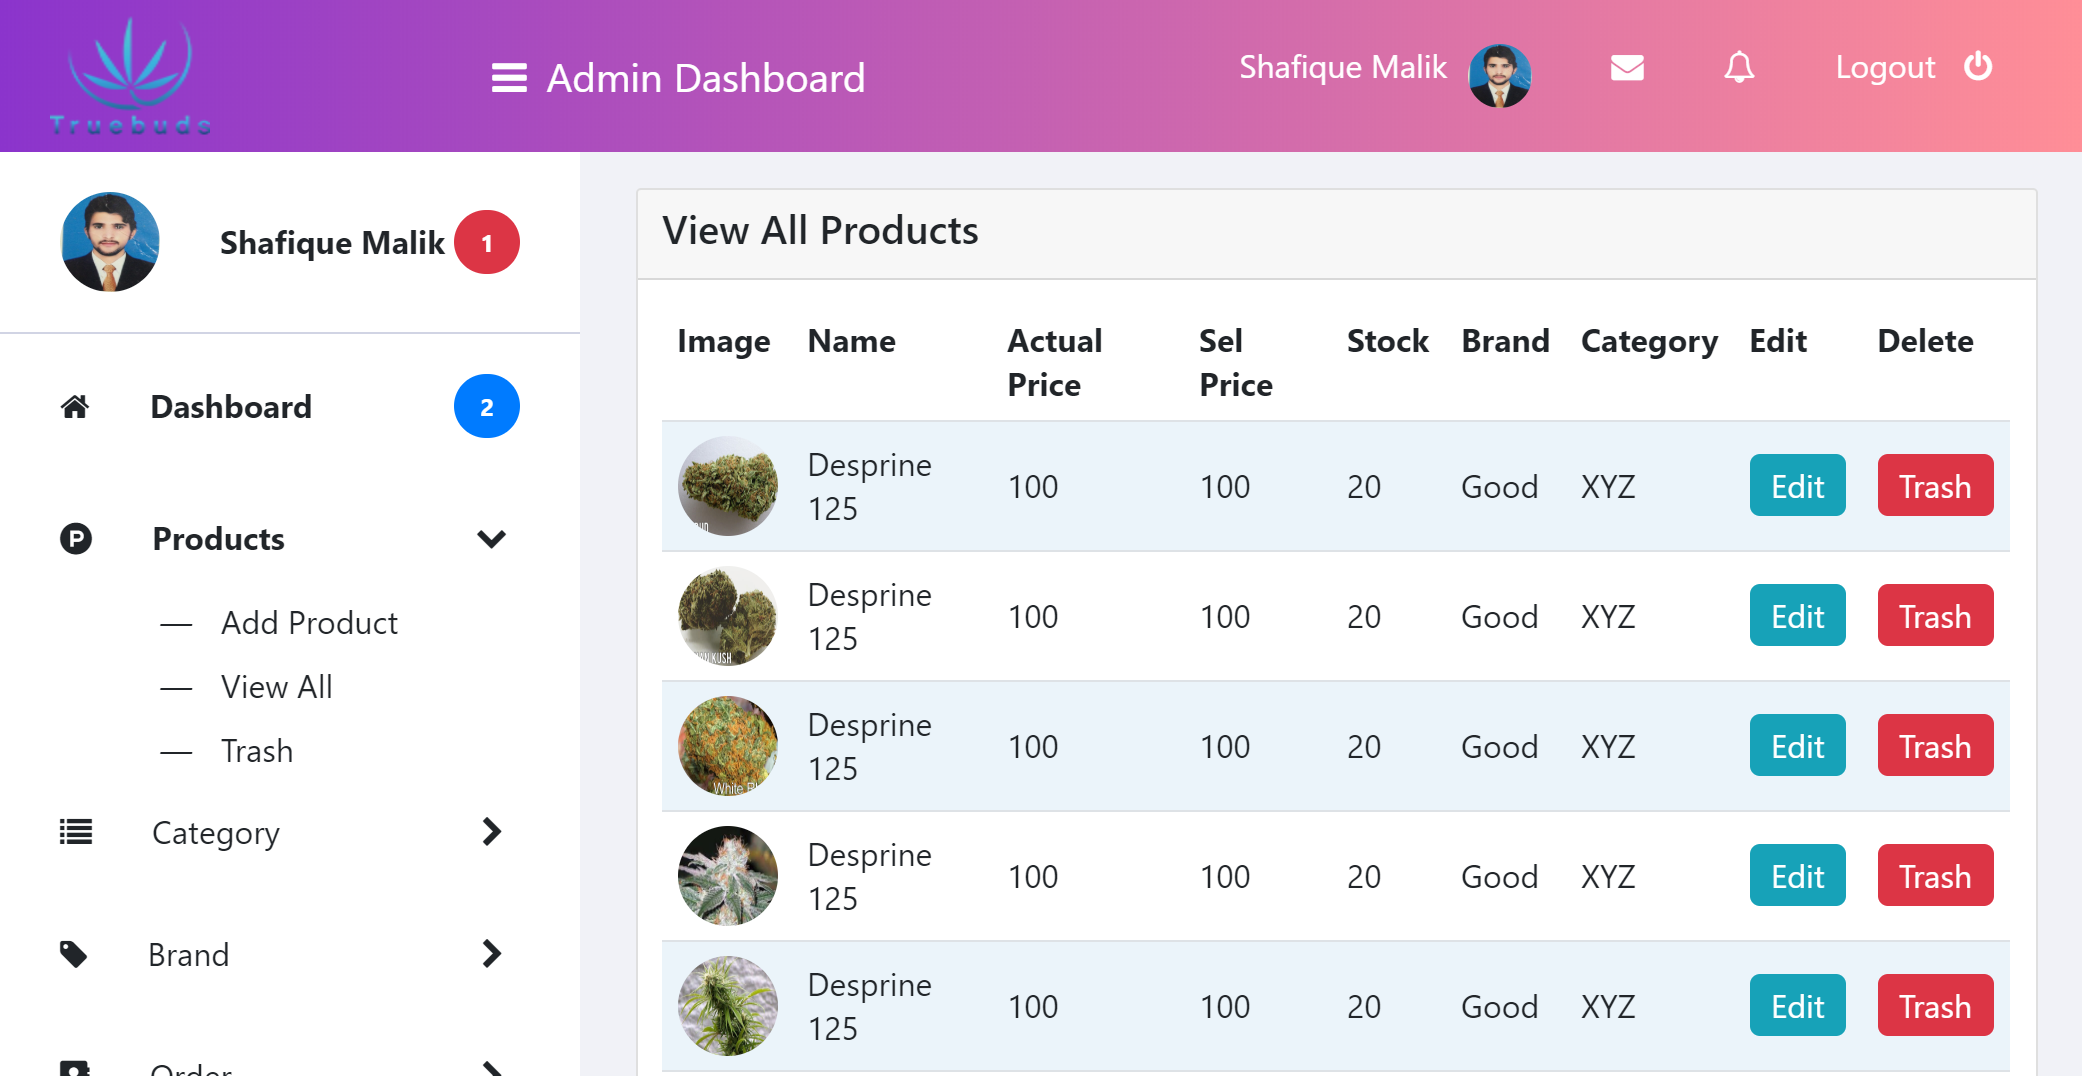 Truebuds
Admin Dashboard
Shafique Malik
Logout
Shafique Malik 1
Dashboard 2
Products
Add Product
View All
Trash
Category
Brand
Order
View All Products
Image Name Actual Price Sel Price Stock Brand Category Edit Delete
Desprine 125 100 100 20 Good XYZ Edit Trash
Desprine 125 100 100 20 Good XYZ Edit Trash
KUSH
Desprine 125 100 100 20 Good XYZ Edit Trash
White
Desprine 125 100 100 20 Good XYZ Edit Trash
Desprine 125 100 100 20 Good XYZ Edit Trash